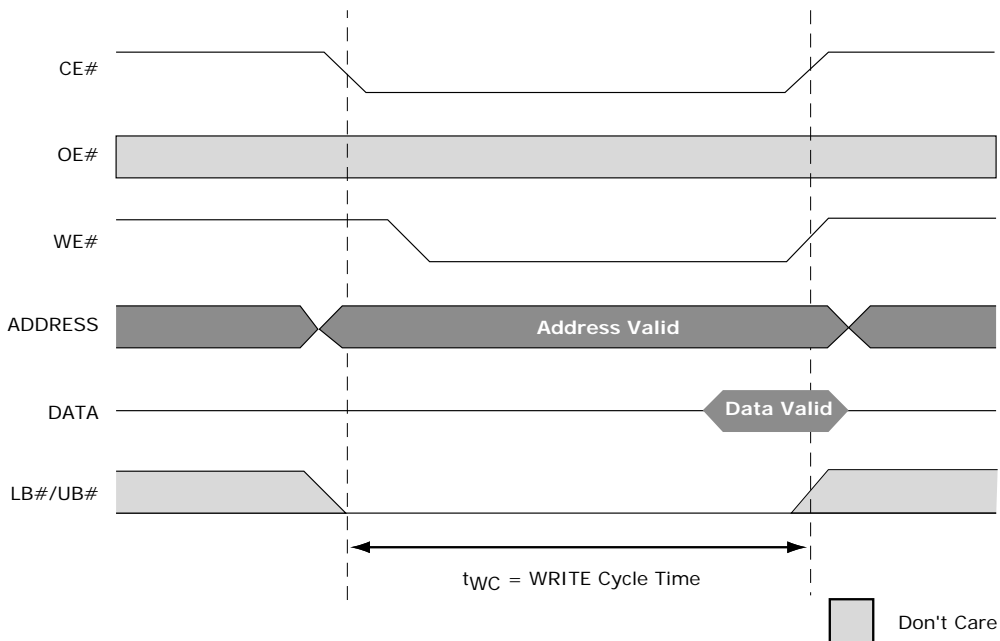 CE#
OE#
WE#
ADDRESS
Address Valid
DATA
Data Valid
LB#/UB#
tWC = WRITE Cycle Time
Don't Care